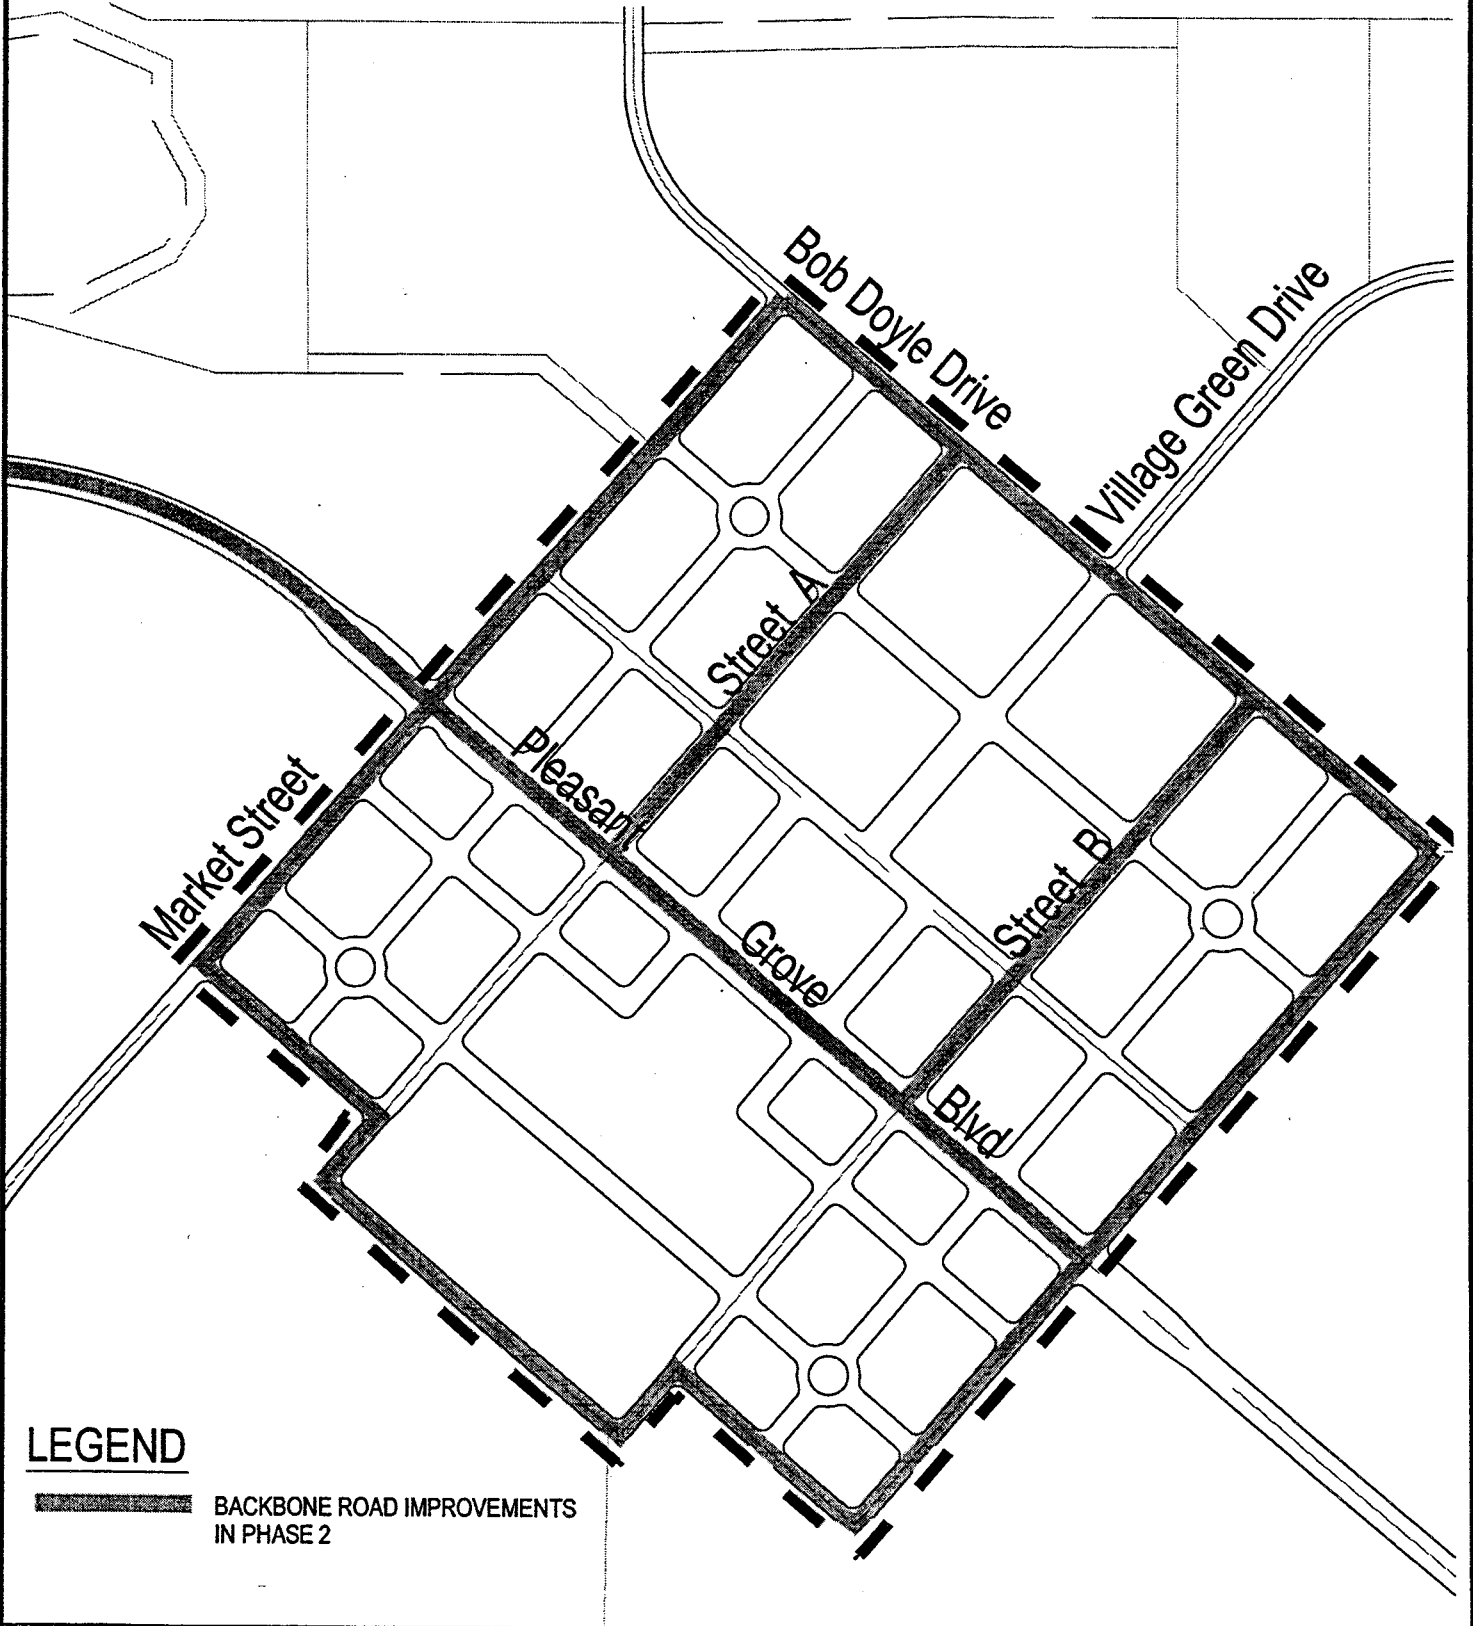 Bob Doyle Drive
Village Green Drive
Street A
Pleasant Grove Blvd
Market Street
Street B
LEGEND
BACKBONE ROAD IMPROVEMENTS
IN PHASE 2